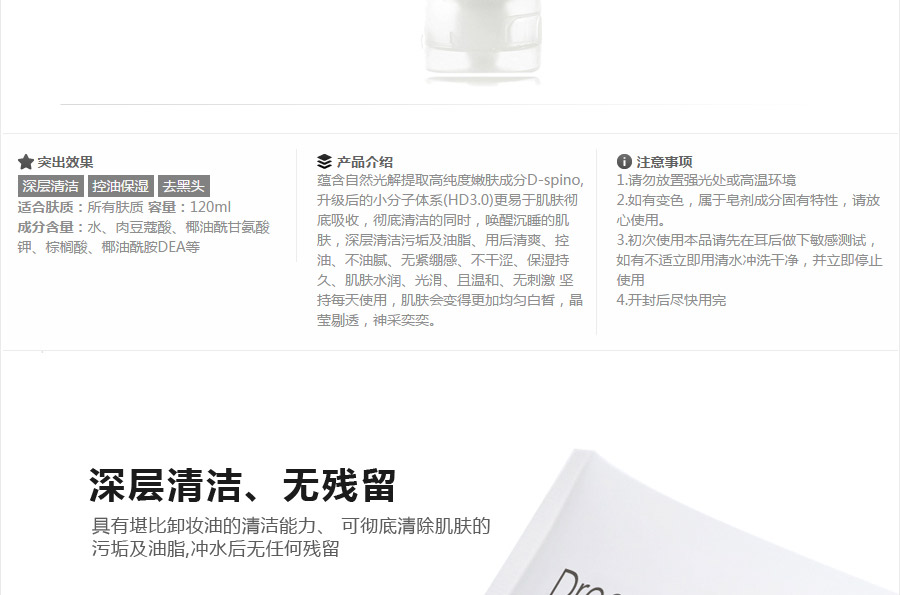 突出效果
深层清洁 控油保湿 去黑头
适合肤质：所有肤质 容量：120ml
成分含量：水、肉豆蔻酸、椰油酰甘氨酸
钾、棕榈酸、椰油酰胺DEA等
产品介绍
蕴含自然光解提取高纯度嫩肤成分D-spino,
升级后的小分子体系(HD3.0)更易于肌肤彻
底吸收，彻底清洁的同时，唤醒沉睡的肌
肤，深层清洁污垢及油脂、用后清爽、控
油、不油腻、无紧绷感、不干涩、保湿持
久、肌肤水润、光滑、且温和、无刺激 坚
持每天使用，肌肤会变得更加均匀白皙，晶
莹剔透，神采奕奕。
注意事项
1.请勿放置强光处或高温环境
2.如有变色，属于皂剂成分固有特性，请放
心使用。
3.初次使用本品请先在耳后做下敏感测试，
如有不适立即用清水冲洗干净，并立即停止
使用
4.开封后尽快用完
深层清洁、无残留
具有堪比卸妆油的清洁能力、 可彻底清除肌肤的
污垢及油脂,冲水后无任何残留